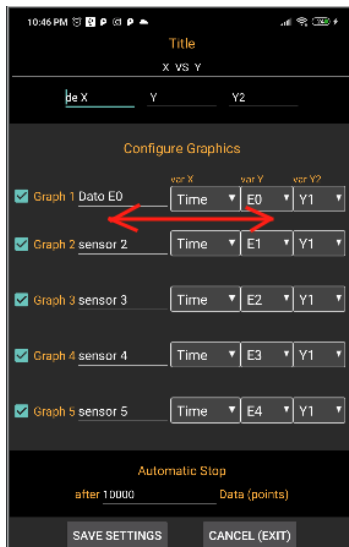 10:46 PM
Title
X VS Y
de X Y Y2
Configure Graphics
var X var Y var Y?
Graph 1 Dato E0 Time E0 Y1
Graph 2 sensor 2 Time E1 Y1
Graph 3 sensor 3 Time E2 Y1
Graph 4 sensor 4 Time E3 Y1
Graph 5 sensor 5 Time E4 Y1
Automatic Stop
after 10000 Data (points)
SAVE SETTINGS CANCEL (EXIT)